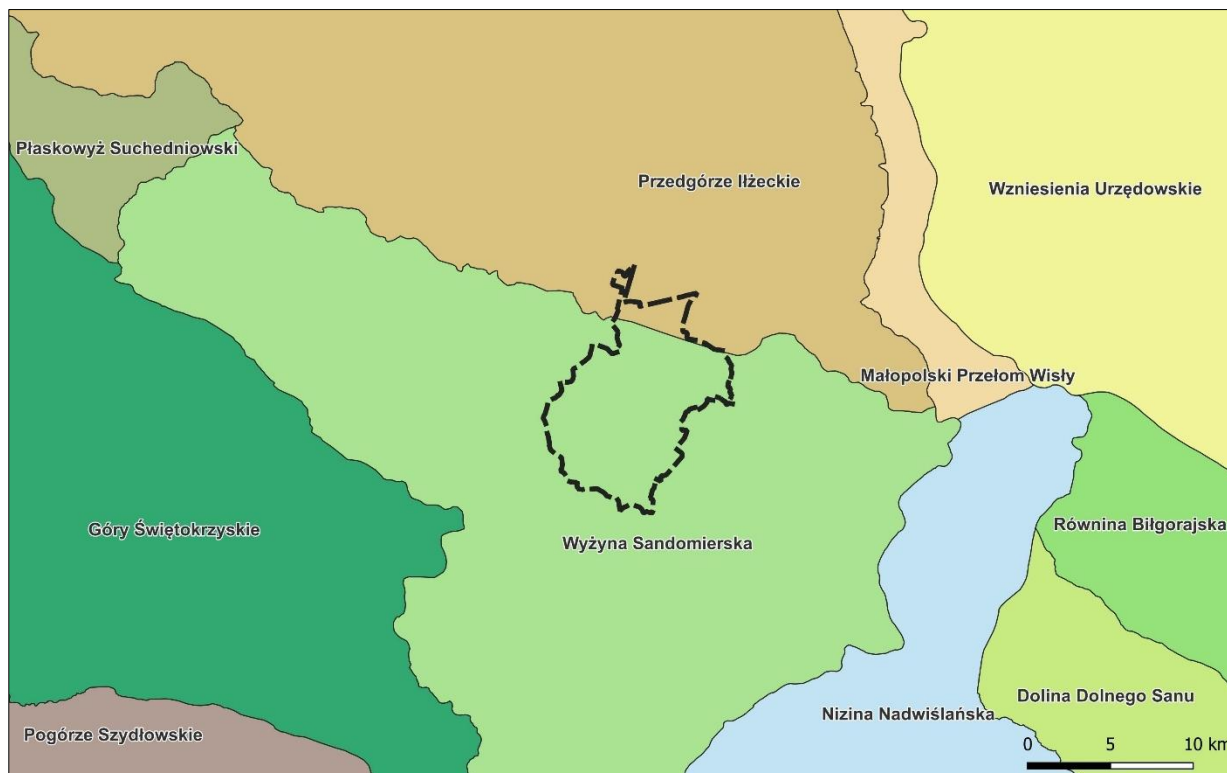 Płaskowyż Suchedniowski
Przedgórze Iłżeckie
Wzniesienia Urzędowskie
Małopolski Przełom Wisły
Góry Świętokrzyskie
Wyżyna Sandomierska
Równina Biłgorajska
Dolina Dolnego Sanu
Nizina Nadwiślańska
Pogórze Szydłowskie
0 5 10 km